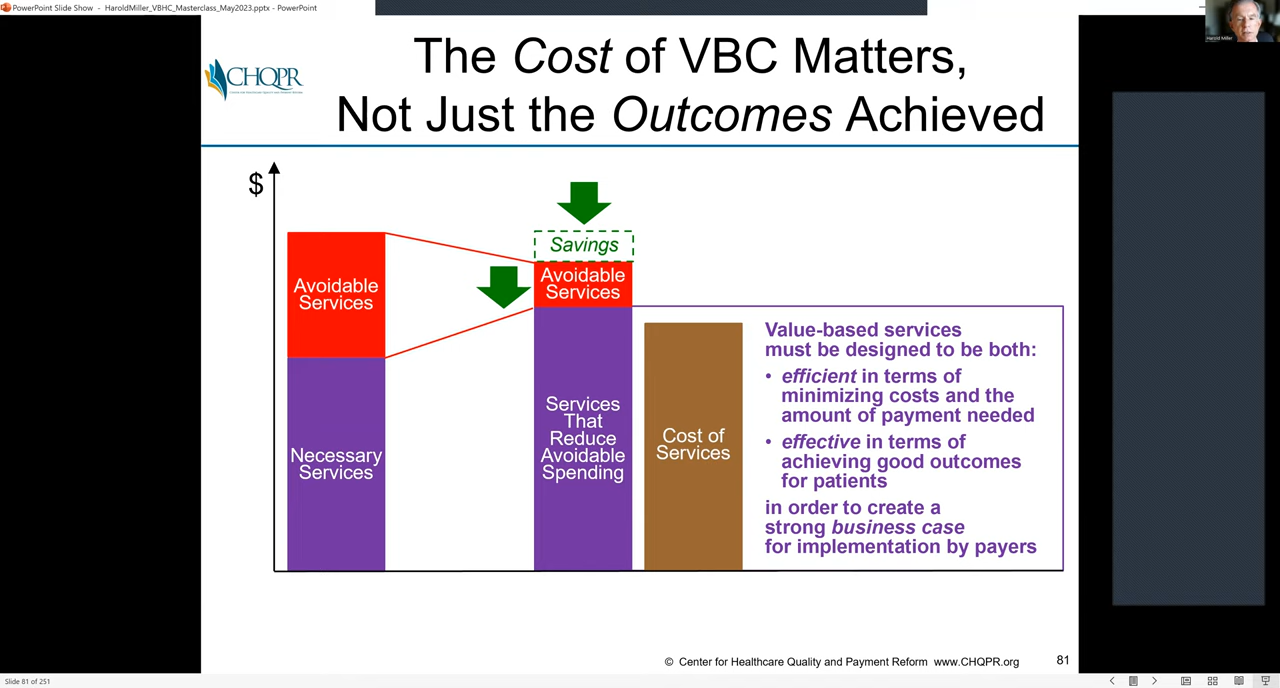 PowerPoint Slide Show - HaroldMiller_VBHC_Masterclass_May2023.pptx - PowerPoint
Harold Miller
The Cost of VBC Matters,
Not Just the Outcomes Achieved
CHQPR
$
Savings
Avoidable
Services
Avoidable
Services
Necessary
Services
Services
That
Reduce
Avoidable
Spending
Cost of
Services
Value-based services
must be designed to be both:
• efficient in terms of
minimizing costs and the
amount of payment needed
• effective in terms of
achieving good outcomes
for patients
in order to create a
strong business case
for implementation by payers
© Center for Healthcare Quality and Payment Reform www.CHQPR.org
81
Slide 81 of 251